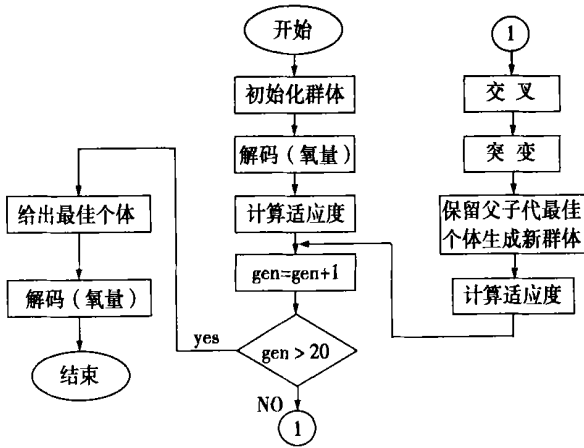 开始
初始化群体
解码（氧量）
计算适应度
gen=gen+1
gen > 20
yes
NO
1
给出最佳个体
解码（氧量）
结束
1
交 叉
突 变
保留父子代最佳
个体生成新群体
计算适应度